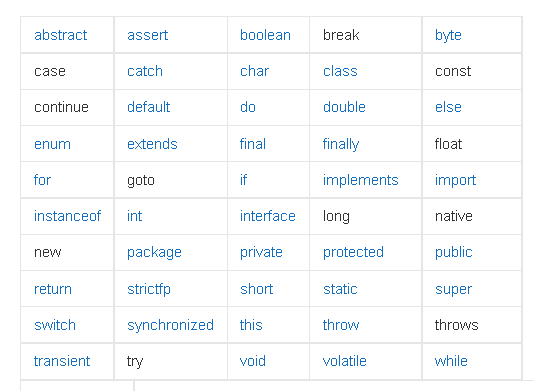 abstract assert boolean break byte
case catch char class const
continue default do double else
enum extends final finally float
for goto if implements import
instanceof int interface long native
new package private protected public
return strictfp short static super
switch synchronized this throw throws
transient try void volatile while